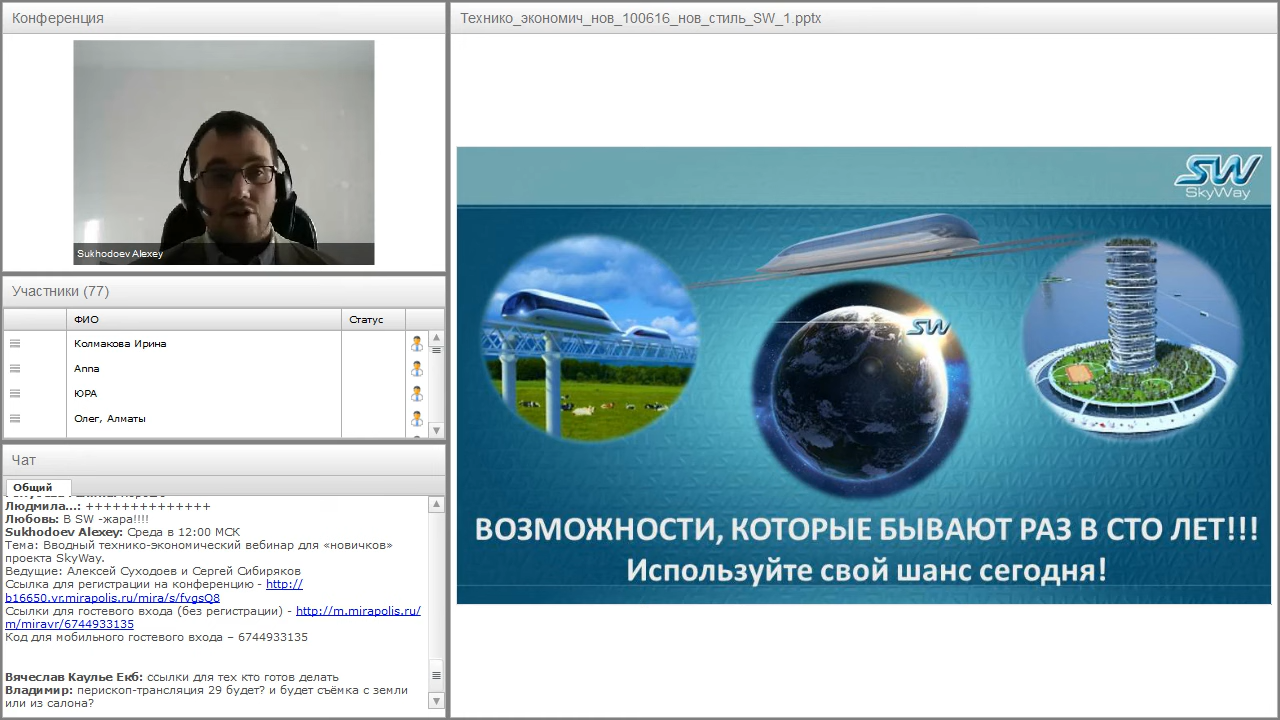 Конференция
Sukhodoev Alexey
Участники (77)
ФИО
Статус
Колмакова Ирина
Anna
ЮРА
Олег, Алматы
Чат
Общий
Людмила...: ++++++++++++++
Любовь: В SW -жара!!!!
Sukhodoev Alexey: Среда в 12:00 МСК
Тема: Вводный технико-экономический вебинар для «новичков»
проекта SkyWay.
Ведущие: Алексей Суходоев и Сергей Сибиряков
Ссылка для регистрации на конференцию - http://
b16650.vr.mirapolis.ru/mira/s/fvgsQ8
Ссылки для гостевого входа (без регистрации) - http://m.mirapolis.ru/
m/miravr/6744933135
Код для мобильного гостевого входа – 6744933135
Вячеслав Каулье Екб: ссылки для тех кто готов делать
Владимир: перископ-трансляция 29 будет? и будет съёмка с земли
или из салона?
Технико_экономич_нов_100616_нов_стиль_SW_1.pptx
SW
SkyWay
SW
ВОЗМОЖНОСТИ, КОТОРЫЕ БЫВАЮТ РАЗ В СТО ЛЕТ!!!
Используйте свой шанс сегодня!